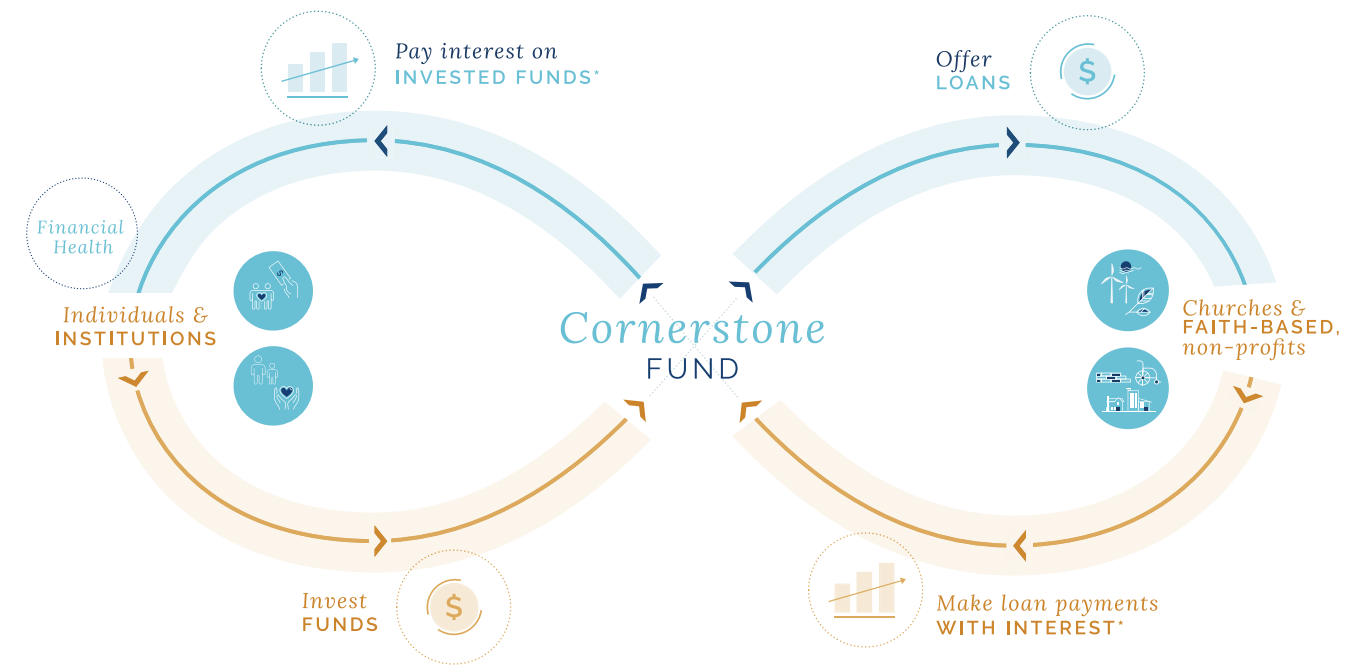 Pay interest on
INVESTED FUNDS*
Offer
LOANS
$
Financial
Health
$
Individuals &
INSTITUTIONS
Cornerstone
FUND
Churches &
FAITH-BASED,
non-profits
Invest
FUNDS
$
Make loan payments
WITH INTEREST*